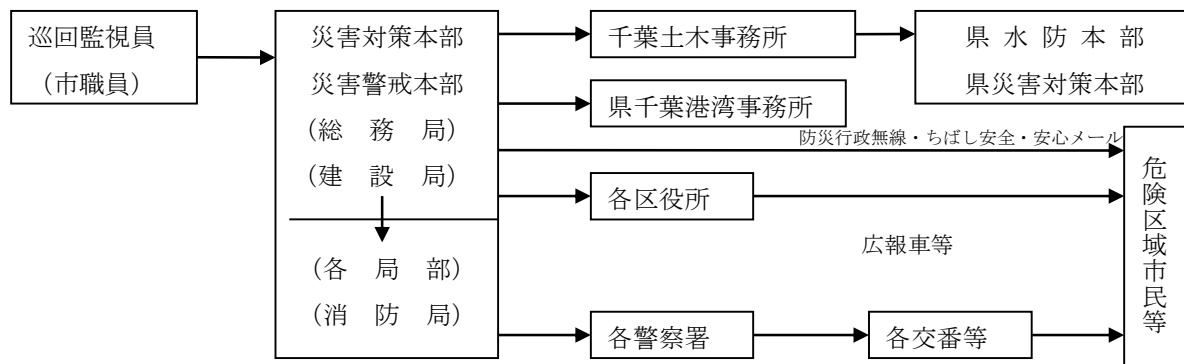 巡回監視員
（市職員）
災害対策本部
災害警戒本部
（総務局）
（建設局）
（各局部）
（消防局）
千葉土木事務所
県水防本部
県災害対策本部
県千葉港湾事務所
防災行政無線・ちばし安全・安心メール
各区役所
広報車等
各警察署
各交番等
危険区域市民等